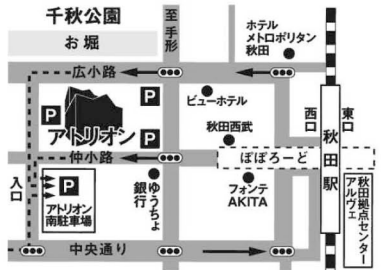 千秋公園
お堀
至手形
ホテル
メトロポリタン
秋田
広小路
P
P
ビューホテル
アトリオン
P
秋田西武
西口
東口
仲小路
ぽぽろーど
秋田駅
入口
P
アトリオン
南駐車場
ゆうちょ
銀行
フォンテ
AKITA
秋田拠点センター
アルヴェ
中央通り